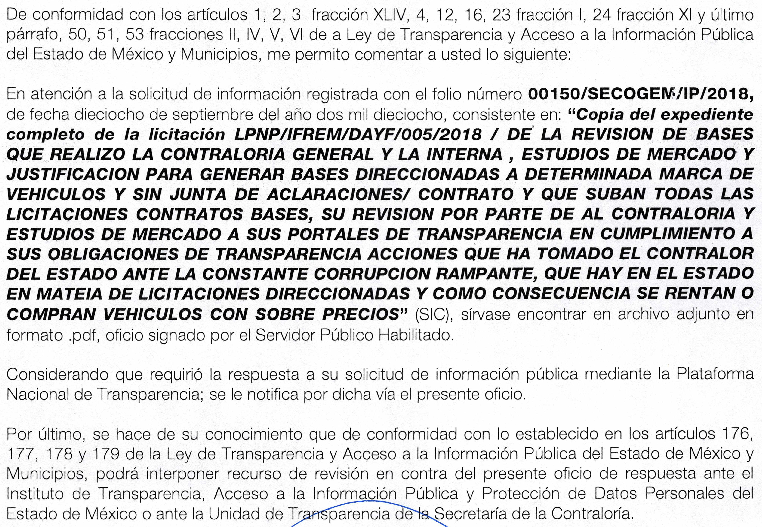 De conformidad con los artículos 1, 2, 3 fracción XLIV, 4, 12, 16, 23 fracción I, 24 fracción XI y último
párrafo, 50, 51, 53 fracciones II, IV, V, VI de a Ley de Transparencia y Acceso a la Información Pública
del Estado de México y Municipios, me permito comentar a usted lo siguiente:
En atención a la solicitud de información registrada con el folio número 00150/SECOGEM/IP/2018,
de fecha dieciocho de septiembre del año dos mil dieciocho, consistente en: "Copia del expediente
completo de la licitación LPNP/IFREM/DAYF/005/2018 / DE LA REVISION DE BASES
QUE REALIZO LA CONTRALORIA GENERAL Y LA INTERNA , ESTUDIOS DE MERCADO Y
JUSTIFICACION PARA GENERAR BASES DIRECCIONADAS A DETERMINADA MARCA DE
VEHICULOS Y SIN JUNTA DE ACLARACIONES/ CONTRATO Y QUE SUBAN TODAS LAS
LICITACIONES CONTRATOS BASES, SU REVISION POR PARTE DE AL CONTRALORIA Y
ESTUDIOS DE MERCADO A SUS PORTALES DE TRANSPARENCIA EN CUMPLIMIENTO A
SUS OBLIGACIONES DE TRANSPARENCIA ACCIONES QUE HA TOMADO EL CONTRALOR
DEL ESTADO ANTE LA CONSTANTE CORRUPCION RAMPANTE, QUE HAY EN EL ESTADO
EN MATEIA DE LICITACIONES DIRECCIONADAS Y COMO CONSECUENCIA SE RENTAN O
COMPRAN VEHICULOS CON SOBRE PRECIOS" (SIC), sírvase encontrar en archivo adjunto en
formato .pdf, oficio signado por el Servidor Público Habilitado.
Considerando que requirió la respuesta a su solicitud de información pública mediante la Plataforma
Nacional de Transparencia; se le notifica por dicha vía el presente oficio.
Por último, se hace de su conocimiento que de conformidad con lo establecido en los artículos 176,
177, 178 y 179 de la Ley de Transparencia y Acceso a la Información Pública del Estado de México y
Municipios, podrá interponer recurso de revisión en contra del presente oficio de respuesta ante el
Instituto de Transparencia, Acceso a la Información Pública y Protección de Datos Personales del
Estado de México o ante la Unidad de Transparencia de la Secretaría de la Contraloría.